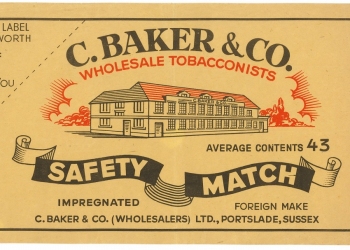 LABEL
WORTH
YOU
C. BAKER & CO.
WHOLESALE TOBACCONISTS
AVERAGE CONTENTS 43
SAFETY MATCH
IMPREGNATED
FOREIGN MAKE
C. BAKER & CO. (WHOLESALERS) LTD., PORTSLADE, SUSSEX